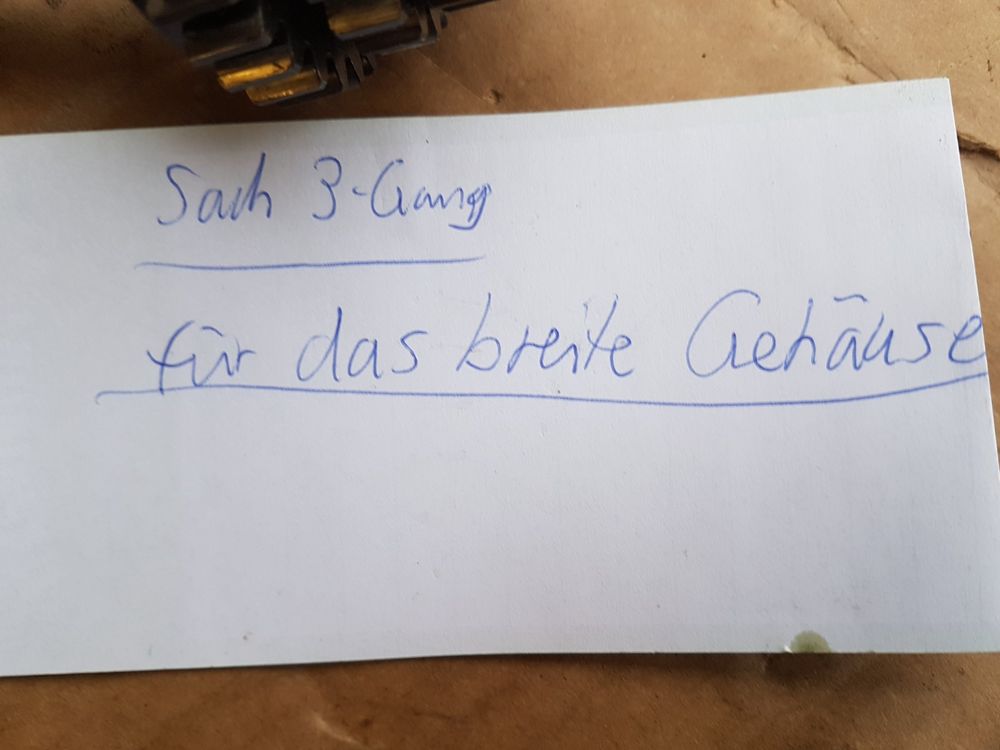 Sach 3-Gang
für das breite Gehäuse